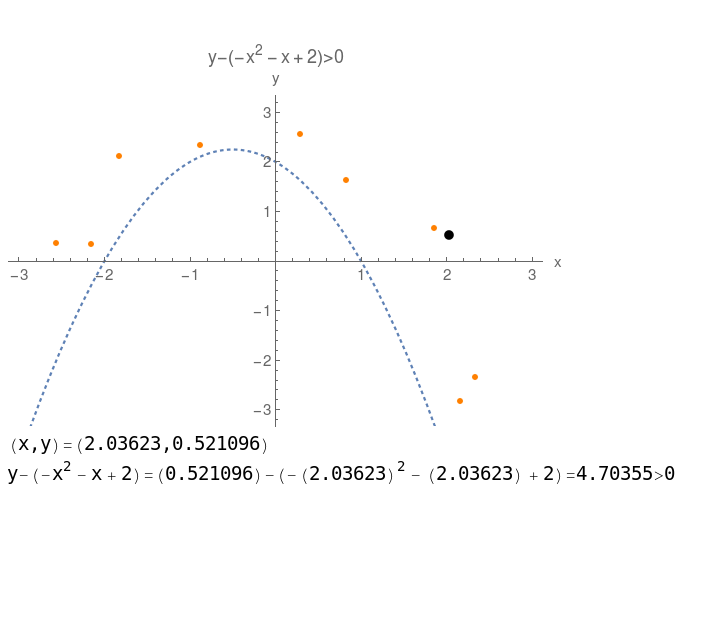 y−(−x² − x + 2)>0
y
3
2
1
−3 −2 −1 1 2 3 x
−1
−2
−3
(x,y) = (2.03623,0.521096)
y− (−x² − x + 2) = (0.521096) − (− (2.03623)² − (2.03623) + 2) =4.70355>0